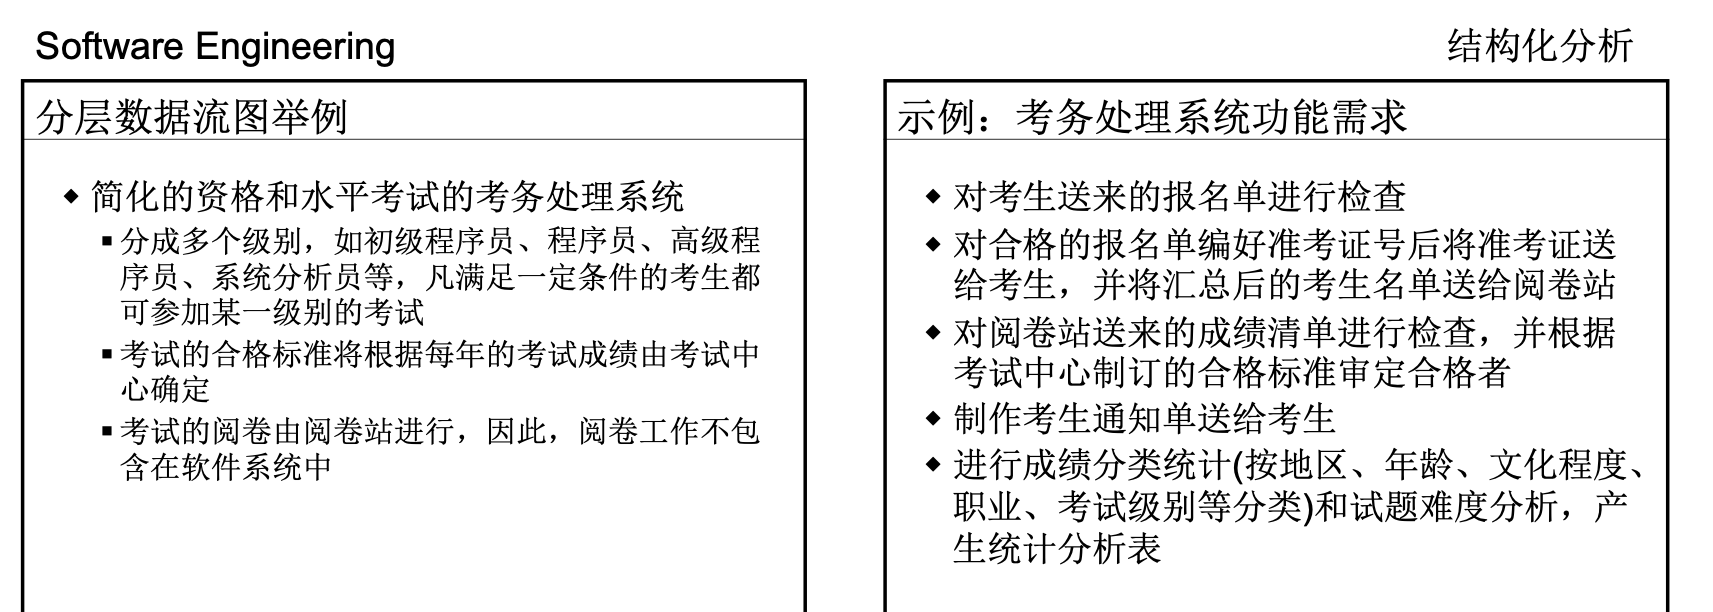 Software Engineering
结构化分析
分层数据流图举例
◆ 简化的资格和水平考试的考务处理系统
▪ 分成多个级别，如初级程序员、程序员、高级程
序员、系统分析员等，凡满足一定条件的考生都
可参加某一级别的考试
▪ 考试的合格标准将根据每年的考试成绩由考试中
心确定
▪ 考试的阅卷由阅卷站进行，因此，阅卷工作不包
含在软件系统中
示例：考务处理系统功能需求
◆ 对考生送来的报名单进行检查
◆ 对合格的报名单编好准考证号后将准考证送
给考生，并将汇总后的考生名单送给阅卷站
◆ 对阅卷站送来的成绩清单进行检查，并根据
考试中心制订的合格标准审定合格者
◆ 制作考生通知单送给考生
◆ 进行成绩分类统计(按地区、年龄、文化程度、
职业、考试级别等分类)和试题难度分析，产
生统计分析表